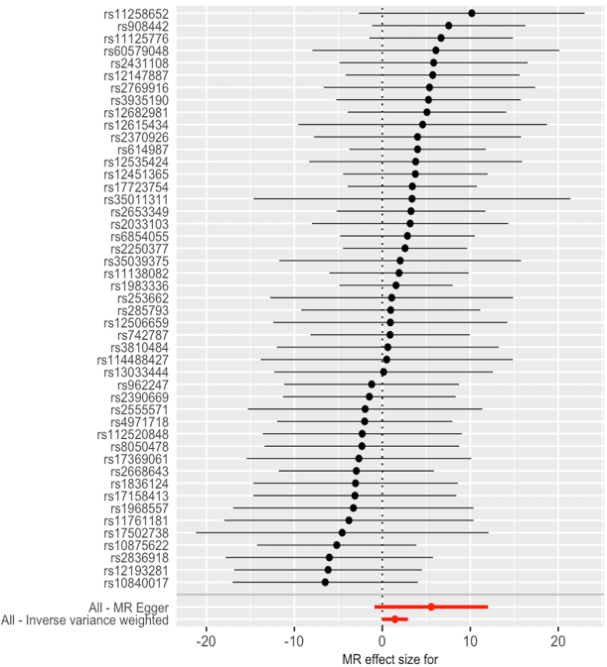 rs11258652
rs908442
rs11125776
rs60579048
rs2431108
rs12147887
rs2769916
rs3935190
rs12682981
rs12615434
rs2370926
rs614987
rs12535424
rs12451365
rs17723754
rs35011311
rs2653349
rs2033103
rs6854055
rs2250377
rs35039375
rs11138082
rs1983336
rs253662
rs285793
rs12506659
rs742787
rs3810484
rs114488427
rs13033444
rs962247
rs2390669
rs2555571
rs4971718
rs112520848
rs8050478
rs17369061
rs2668643
rs1836124
rs17158413
rs1968557
rs11761181
rs17502738
rs10875622
rs2836918
rs12193281
rs10840017
All - MR Egger
All - Inverse variance weighted
-20 -10 0 10 20
MR effect size for